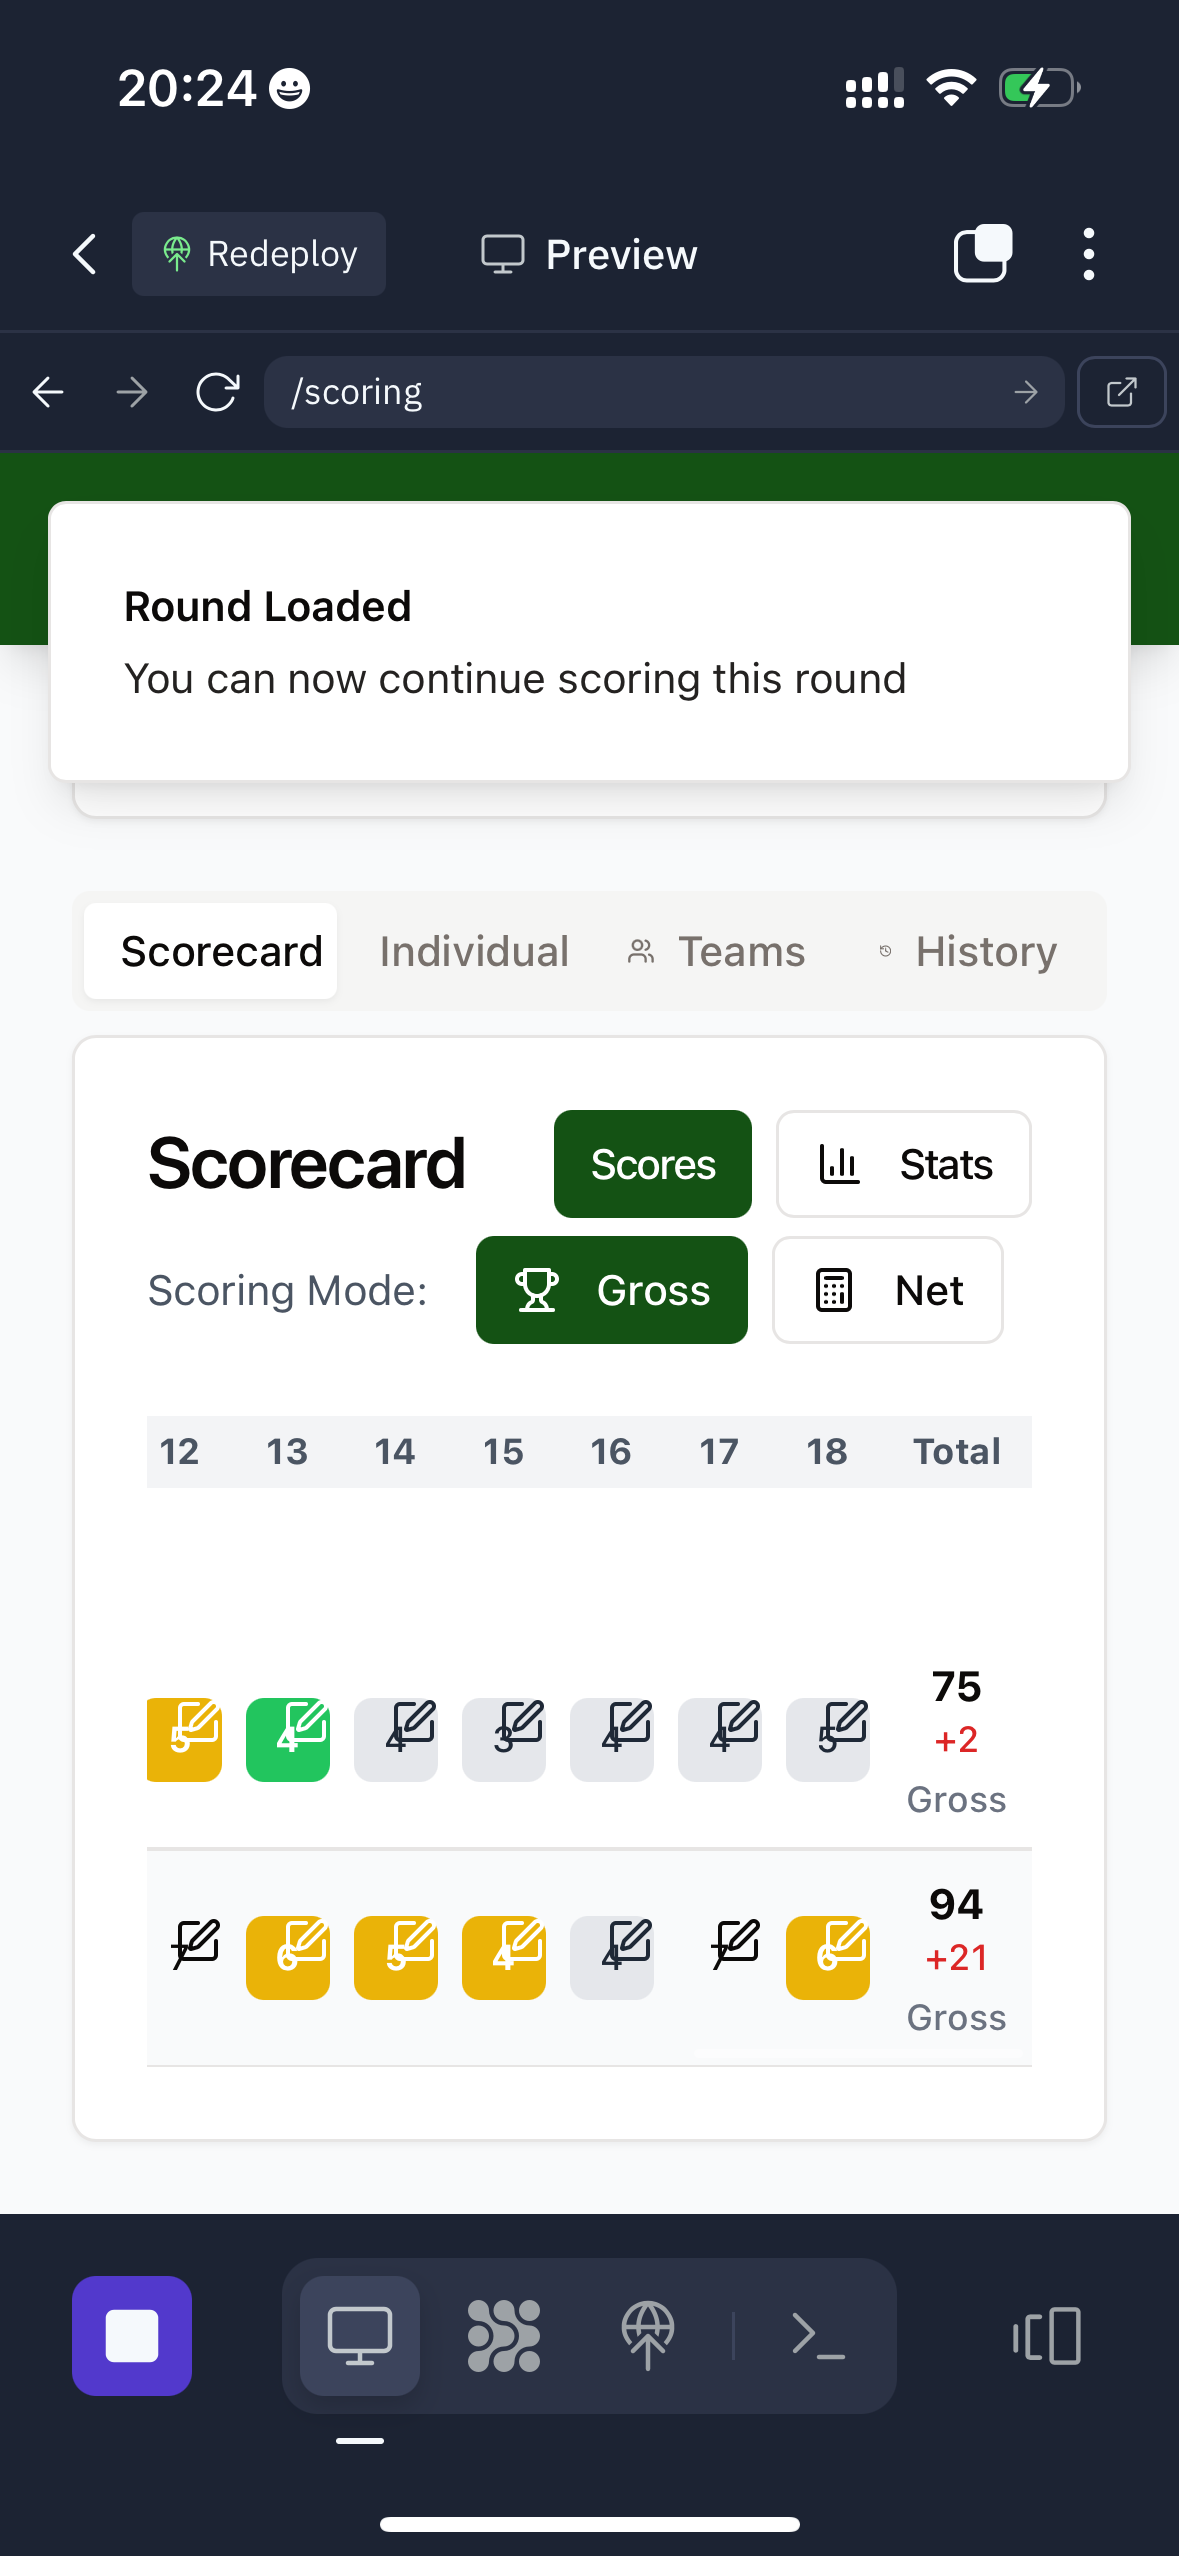 20:24
Redeploy
Preview
/scoring
Round Loaded
You can now continue scoring this round
Scorecard Individual Teams History
Scorecard Scores Stats
Scoring Mode: Gross Net
12 13 14 15 16 17 18 Total
5 4 4 3 4 4 5 75
+2
Gross
7 6 5 4 4 7 6 94
+21
Gross